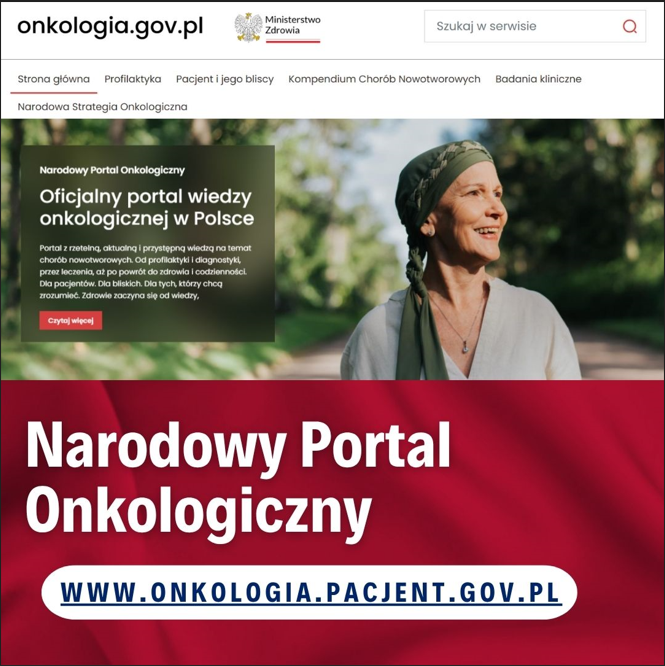 onkologia.gov.pl
Ministerstwo
Zdrowia
Szukaj w serwisie
Strona główna Profilaktyka Pacjent i jego bliscy Kompendium Chorób Nowotworowych Badania kliniczne
Narodowa Strategia Onkologiczna
Narodowy Portal Onkologiczny
Oficjalny portal wiedzy
onkologicznej w Polsce
Portal z rzetelną, aktualną i przystępną wiedzą na temat
chorób nowotworowych. Od profilaktyki i diagnostyki,
przez leczenia, aż po powrót do zdrowia i codzienności.
Dla pacjentów. Dla bliskich. Dla tych, którzy chcą
zrozumieć. Zdrowie zaczyna się od wiedzy,
Czytaj więcej
Narodowy Portal
Onkologiczny
WWW.ONKOLOGIA.PACJENT.GOV.PL